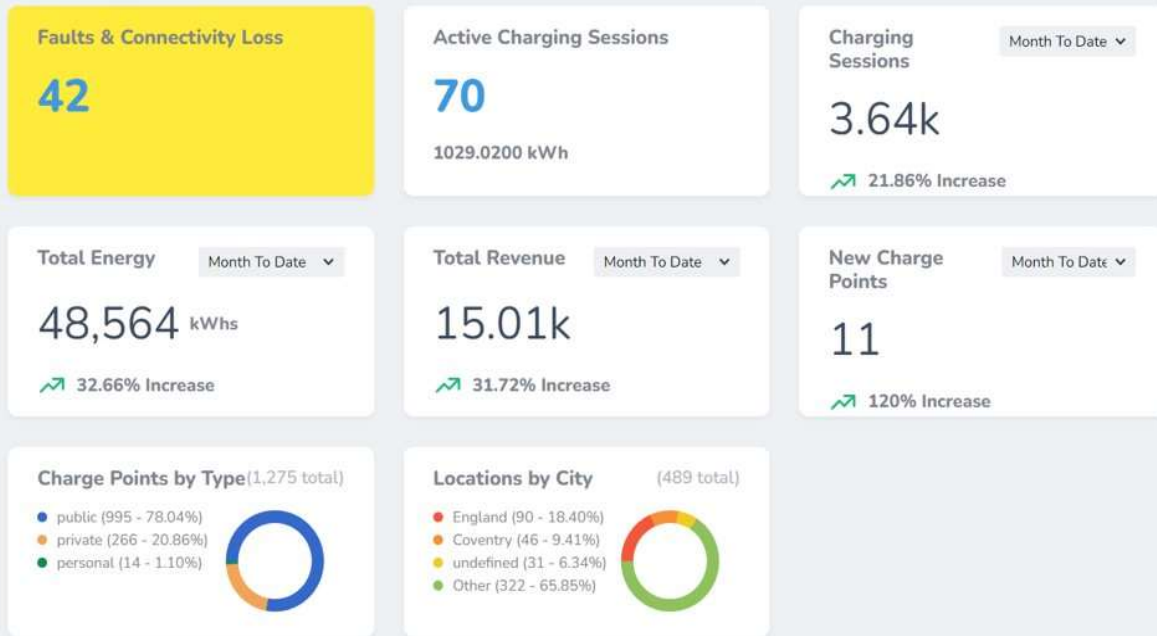 Faults & Connectivity Loss
42
Active Charging Sessions
70
1029.0200 kWh
Charging
Sessions
Month To Date
3.64k
21.86% Increase
Total Energy
Month To Date
48,564 kWhs
32.66% Increase
Total Revenue
Month To Date
15.01k
31.72% Increase
New Charge
Points
Month To Date
11
120% Increase
Charge Points by Type (1,275 total)
public (995 - 78.04%)
private (266 - 20.86%)
personal (14 - 1.10%)
Locations by City (489 total)
England (90 - 18.40%)
Coventry (46 - 9.41%)
undefined (31 - 6.34%)
Other (322 - 65.85%)